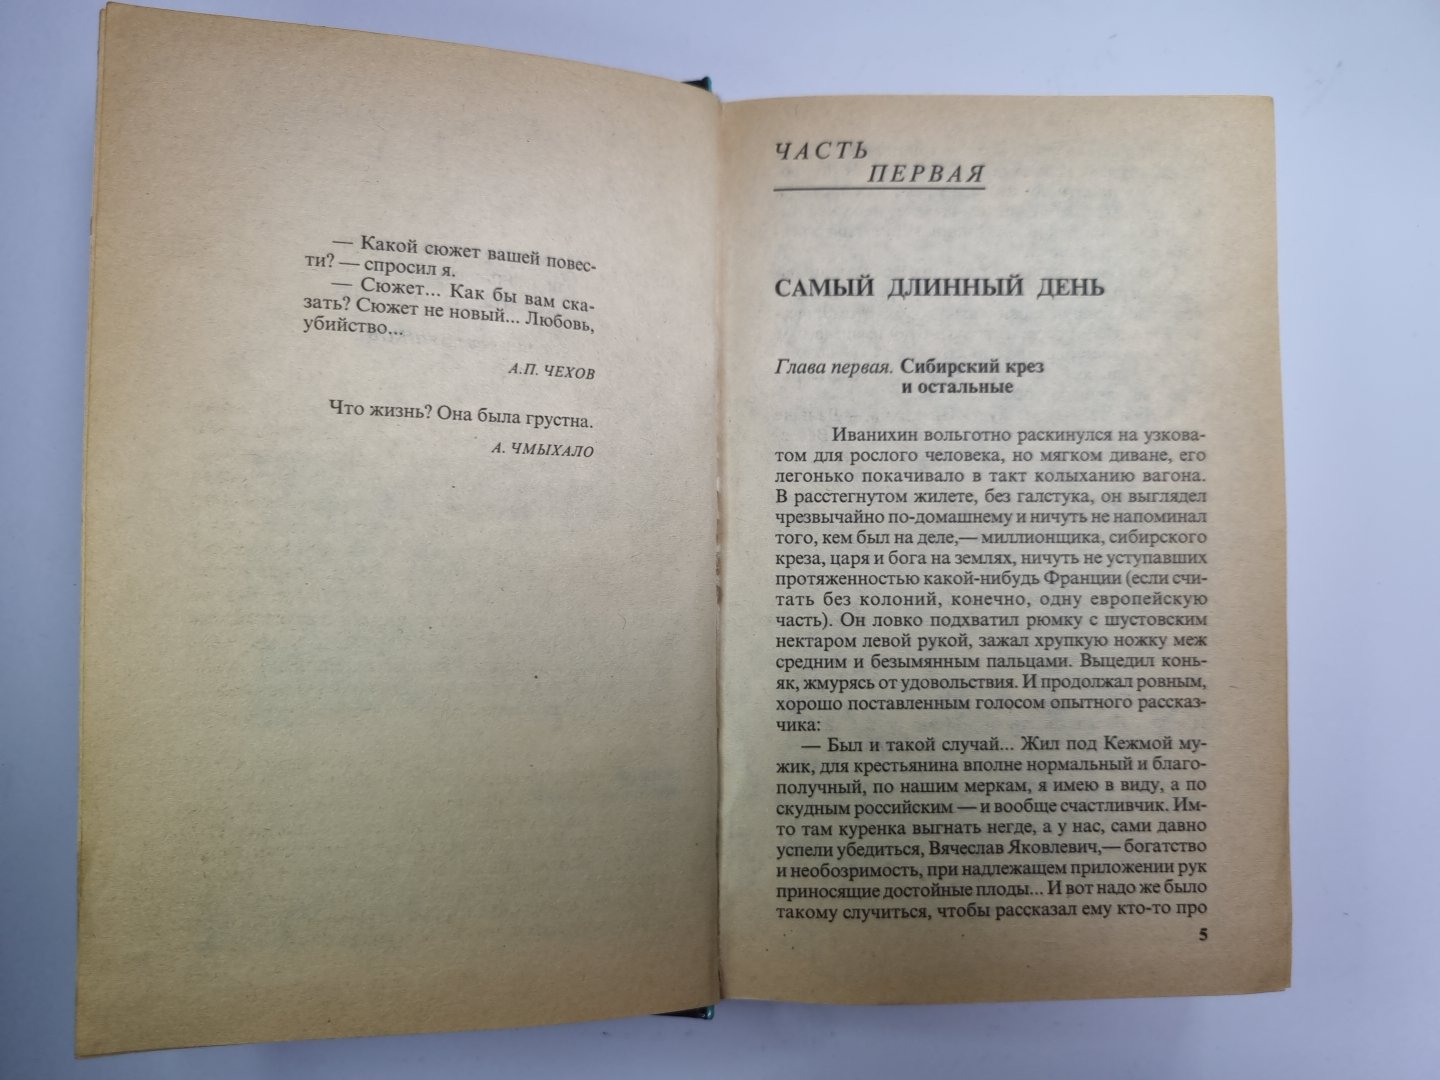 — Какой сюжет вашей повес-
ти? — спросил я.
— Сюжет... Как бы вам ска-
зать? Сюжет не новый... Любовь,
убийство...
А.П. ЧЕХОВ
Что жизнь? Она была грустна.
А. ЧМЫХАЛО
ЧАСТЬ
ПЕРВАЯ
САМЫЙ ДЛИННЫЙ ДЕНЬ
Глава первая. Сибирский крез
и остальные
Иванихин вольготно раскинулся на узкова-
том для рослого человека, но мягком диване, его
легонько покачивало в такт колыханию вагона.
В расстегнутом жилете, без галстука, он выглядел
чрезвычайно по-домашнему и ничуть не напоминал
того, кем был на деле,— миллионщика, сибирского
креза, царя и бога на землях, ничуть не уступавших
протяженностью какой-нибудь Франции (если счи-
тать без колоний, конечно, одну европейскую
часть). Он ловко подхватил рюмку с шустовским
нектаром левой рукой, зажал хрупкую ножку меж
средним и безымянным пальцами. Выцедил конь-
як, жмурясь от удовольствия. И продолжал ровным,
хорошо поставленным голосом опытного рассказ-
чика:
— Был и такой случай... Жил под Кежмой му-
жик, для крестьянина вполне нормальный и благо-
получный, по нашим меркам, я имею в виду, а по
скудным российским — и вообще счастливчик. Им-
то там куренка выгнать негде, а у нас, сами давно
успели убедиться, Вячеслав Яковлевич,— богатство
и необозримость, при надлежащем приложении рук
приносящие достойные плоды... И вот надо же было
такому случиться, чтобы рассказал ему кто-то про
5